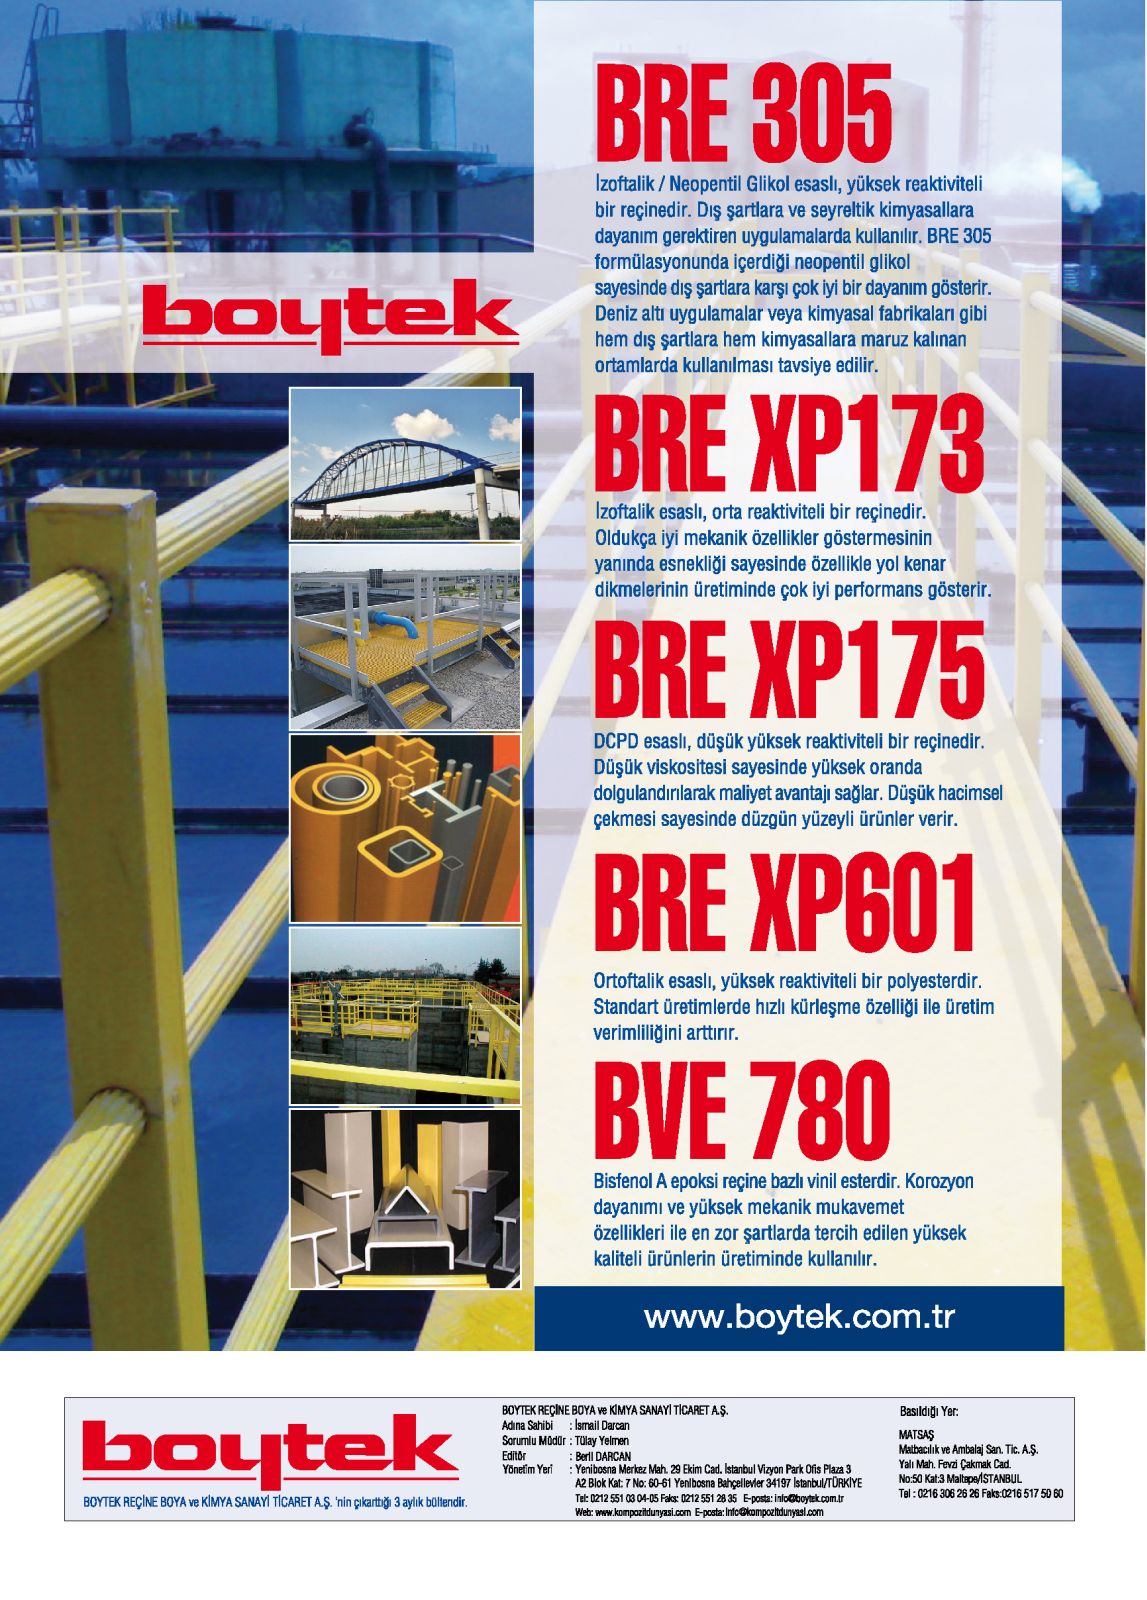 boytek
BRE 305
İzoftalik / Neopentil Glikol esaslı, yüksek reaktiviteli
bir reçinedir. Dış şartlara ve seyreltik kimyasallara
dayanım gerektiren uygulamalarda kullanılır. BRE 305
formülasyonunda içerdiği neopentil glikol
sayesinde dış şartlara karşı çok iyi bir dayanım gösterir.
Deniz altı uygulamalar veya kimyasal fabrikaları gibi
hem dış şartlara hem kimyasallara maruz kalınan
ortamlarda kullanılması tavsiye edilir.
BRE XP173
İzoftalik esaslı, orta reaktiviteli bir reçinedir.
Oldukça iyi mekanik özellikler göstermesinin
yanında esnekliği sayesinde özellikle yol kenar
dikmelerinin üretiminde çok iyi performans gösterir.
BRE XP175
DCPD esaslı, düşük yüksek reaktiviteli bir reçinedir.
Düşük viskositesi sayesinde yüksek oranda
dolgulandırılarak maliyet avantajı sağlar. Düşük hacimsel
çekmesi sayesinde düzgün yüzeyli ürünler verir.
BRE XP601
Ortoftalik esaslı, yüksek reaktiviteli bir polyesterdir.
Standart üretimlerde hızlı kürleşme özelliği ile üretim
verimliliğini arttırır.
BVE 780
Bisfenol A epoksi reçine bazlı vinil esterdir. Korozyon
dayanımı ve yüksek mekanik mukavemet
özellikleri ile en zor şartlarda tercih edilen yüksek
kaliteli ürünlerin üretiminde kullanılır.
www.boytek.com.tr
boytek
BOYTEK REÇİNE BOYA ve KİMYA SANAYİ TİCARET A.Ş. 'nin çıkarttığı 3 aylık bültendir.
BOYTEK REÇİNE BOYA ve KİMYA SANAYİ TİCARET A.Ş.
Adına Sahibi : İsmail Darcan
Sorumlu Müdür : Tülay Yelmen
Editör : Beril DARCAN
Yönetim Yeri : Yenibosna Merkez Mah. 29 Ekim Cad. İstanbul Vizyon Park Ofis Plaza 3
A2 Blok Kat: 7 No: 60-61 Yenibosna Bahçelievler 34197 İstanbul/TÜRKİYE
Tel: 0212 551 03 04-05 Faks: 0212 551 28 35 E-posta: info@boytek.com.tr
Web: www.kompozitdunyasi.com E-posta: info@kompozitdunyasi.com
Basıldığı Yer:
MATSAŞ
Matbacılık ve Ambalaj San. Tic. A.Ş.
Yalı Mah. Fevzi Çakmak Cad.
No:50 Kat:3 Maltepe/İSTANBUL
Tel : 0216 306 26 26 Faks:0216 517 50 60